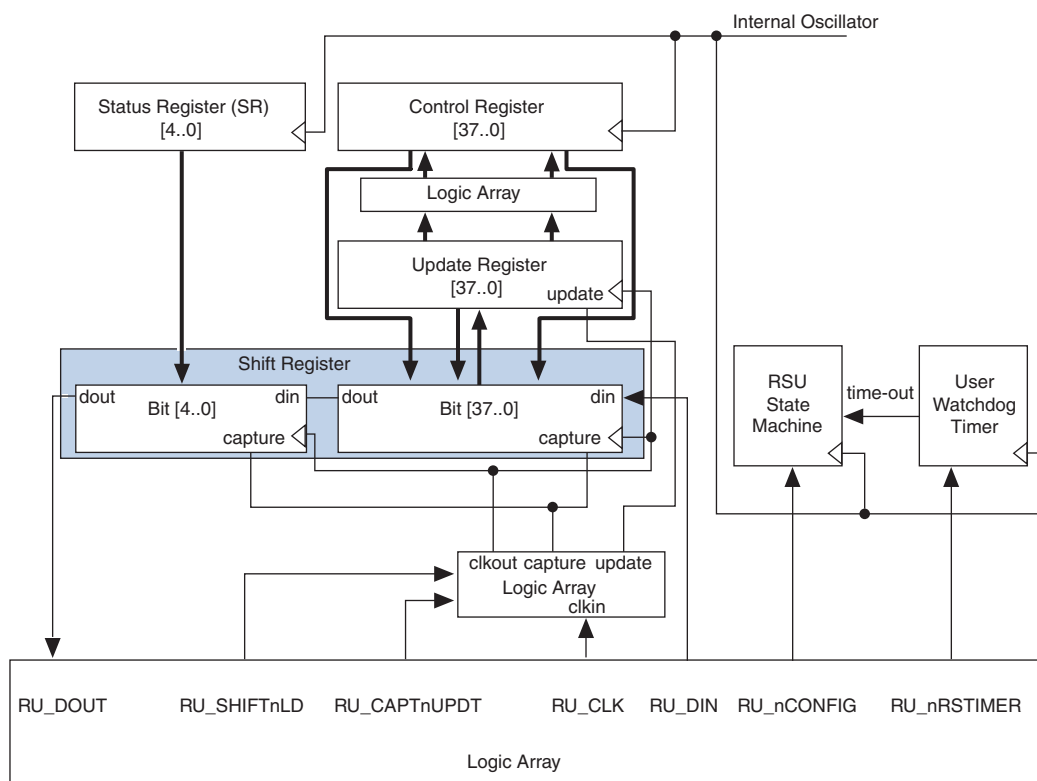 Internal Oscillator
Status Register (SR)
[4..0]
Control Register
[37..0]
Logic Array
Update Register
[37..0]
update
Shift Register
dout
Bit [4..0]
din
capture
dout
Bit [37..0]
din
capture
RSU
State
Machine
time-out
User
Watchdog
Timer
clkout capture update
Logic Array
clkin
RU_DOUT
RU_SHIFTnLD
RU_CAPTnUPDT
RU_CLK
RU_DIN
RU_nCONFIG
RU_nRSTIMER
Logic Array